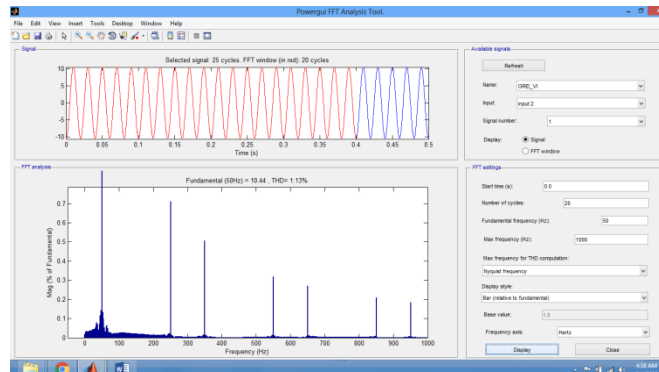 Powergui FFT Analysis Tool.
File Edit View Insert Tools Desktop Window Help
Signal
Selected signal: 25 cycles. FFT window (in red): 20 cycles
10
5
0
-5
-10
0 0.05 0.1 0.15 0.2 0.25 0.3 0.35 0.4 0.45 0.5
Time (s)
FFT analysis
Fundamental (50Hz) = 10.44 , THD= 1.13%
0.7
0.6
0.5
0.4
0.3
0.2
0.1
0
Mag (% of Fundamental)
0 100 200 300 400 500 600 700 800 900 1000
Frequency (Hz)
Available signals
Refresh
Name: GRID_VI
Input: input 2
Signal number: 1
Display: Signal
FFT window
FFT settings
Start time (s): 0.0
Number of cycles: 20
Fundamental frequency (Hz): 50
Max frequency (Hz): 1000
Max frequency for THD computation:
Nyquist frequency
Display style:
Bar (relative to fundamental)
Base value: 1.0
Frequency axis: Hertz
Display Close
4:35 AM